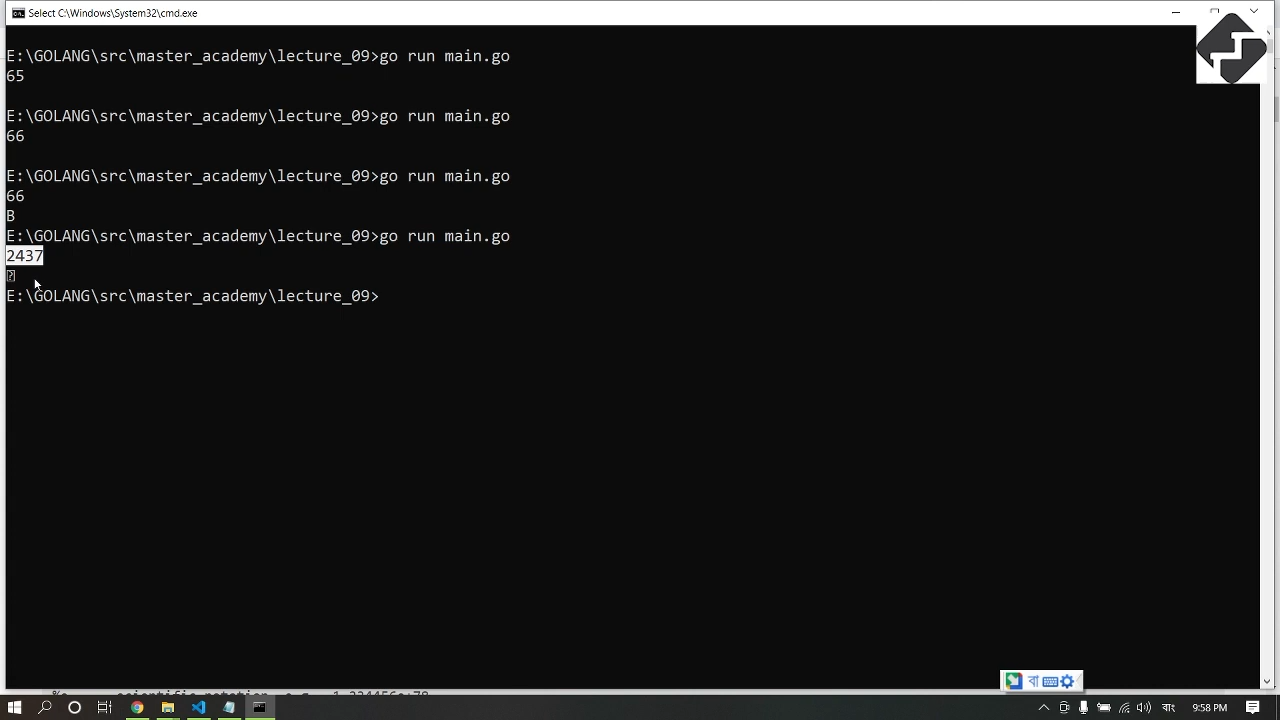 Select C:\Windows\System32\cmd.exe
E:\GOLANG\src\master_academy\lecture_09>go run main.go
65
E:\GOLANG\src\master_academy\lecture_09>go run main.go
66
E:\GOLANG\src\master_academy\lecture_09>go run main.go
66
B
E:\GOLANG\src\master_academy\lecture_09>go run main.go
2437
E:\GOLANG\src\master_academy\lecture_09>
বা
বাং
9:58 PM